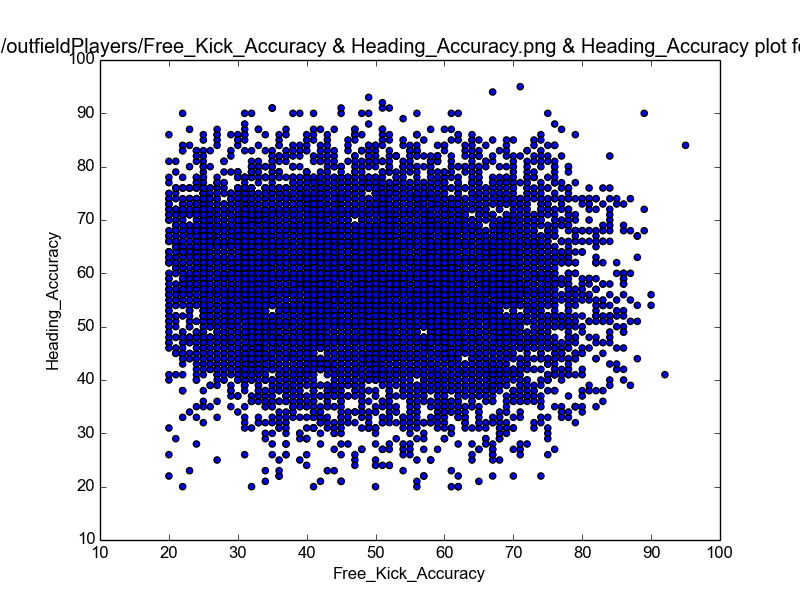 /outfieldPlayers/Free_Kick_Accuracy & Heading_Accuracy.png & Heading_Accuracy plot
100
90
80
70
60
50
40
30
20
10
Heading_Accuracy
10 20 30 40 50 60 70 80 90 100
Free_Kick_Accuracy